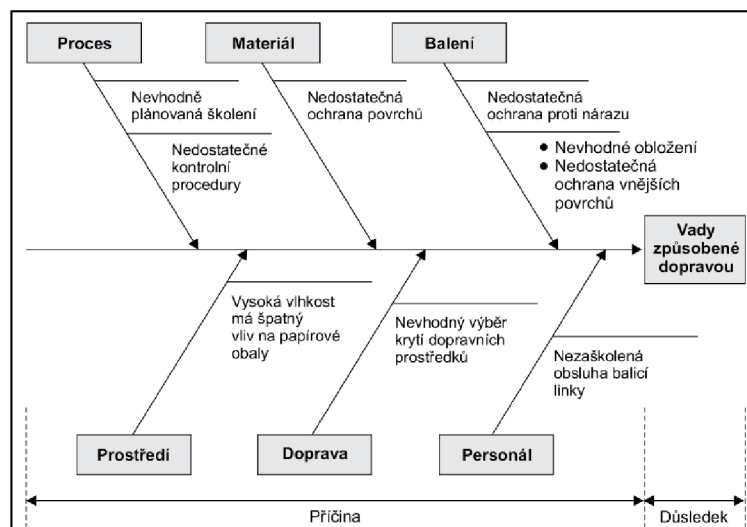 Proces
Materiál
Balení
Nevhodně
plánovaná školení
Nedostatečné
kontrolní
procedury
Nedostatečná
ochrana povrchů
Nedostatečná
ochrana proti nárazu
● Nevhodné obložení
● Nedostatečná
ochrana vnějších
povrchů
Vady
způsobené
dopravou
Vysoká vlhkost
má špatný
vliv na papírové
obaly
Nevhodný výběr
krytí dopravních
prostředků
Nezaškolená
obsluha balicí
linky
Prostředí
Doprava
Personál
Příčina
Důsledek